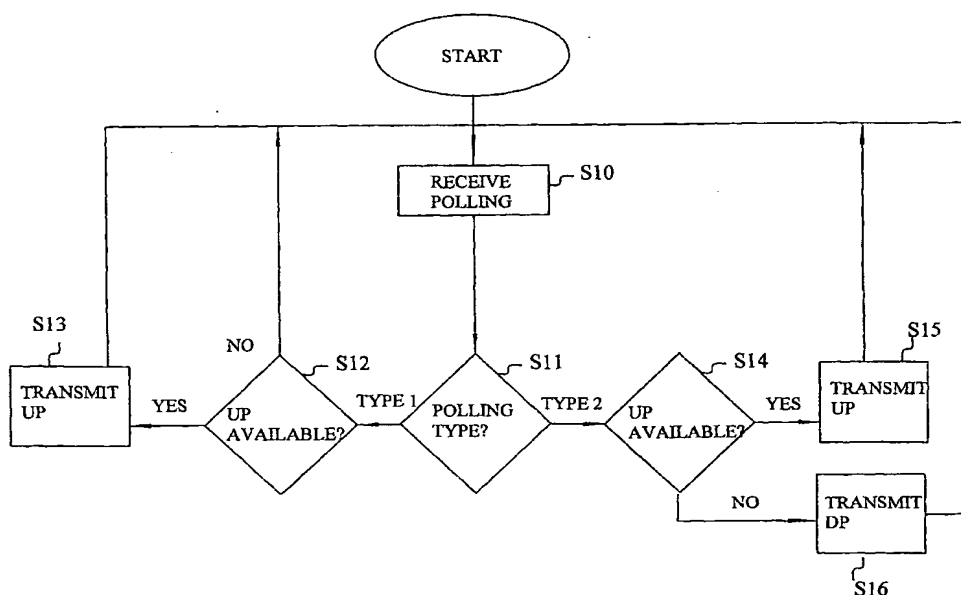 START
RECEIVE
POLLING
S10
S13
NO
S12
S11
S14
S15
TRANSMIT
UP
YES
UP
AVAILABLE?
TYPE 1
POLLING
TYPE?
TYPE 2
UP
AVAILABLE?
YES
TRANSMIT
UP
NO
TRANSMIT
DP
S16